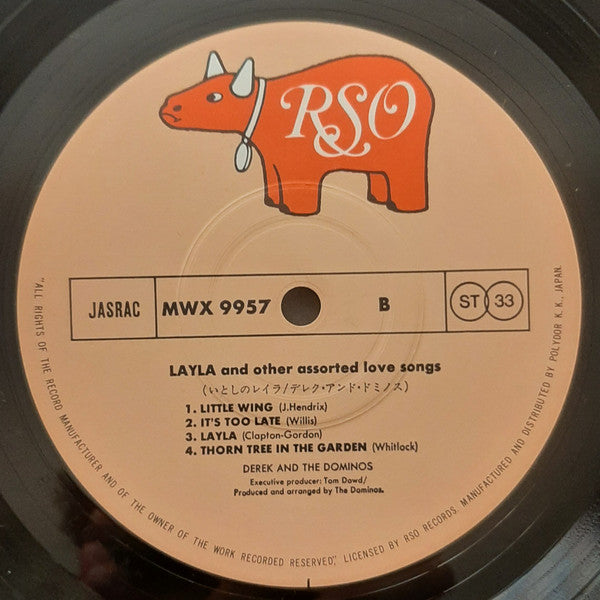 RSO
JASRAC
MWX 9957
B
ST 33
LAYLA and other assorted love songs
(いとしのレイラ/デレク・アンド・ドミノス)
1. LITTLE WING (J.Hendrix)
2. IT'S TOO LATE (Willis)
3. LAYLA (Clapton-Gordon)
4. THORN TREE IN THE GARDEN (Whitlock)
DEREK AND THE DOMINOS
Executive producer: Tom Dowd/
Produced and arranged by The Dominos.
"ALL RIGHTS OF THE RECORD MANUFACTURER AND OF THE OWNER OF THE WORK RECORDED RESERVED", LICENSED BY RSO RECORDS. MANUFACTURED AND DISTRIBUTED BY POLYDOR K.K., JAPAN.